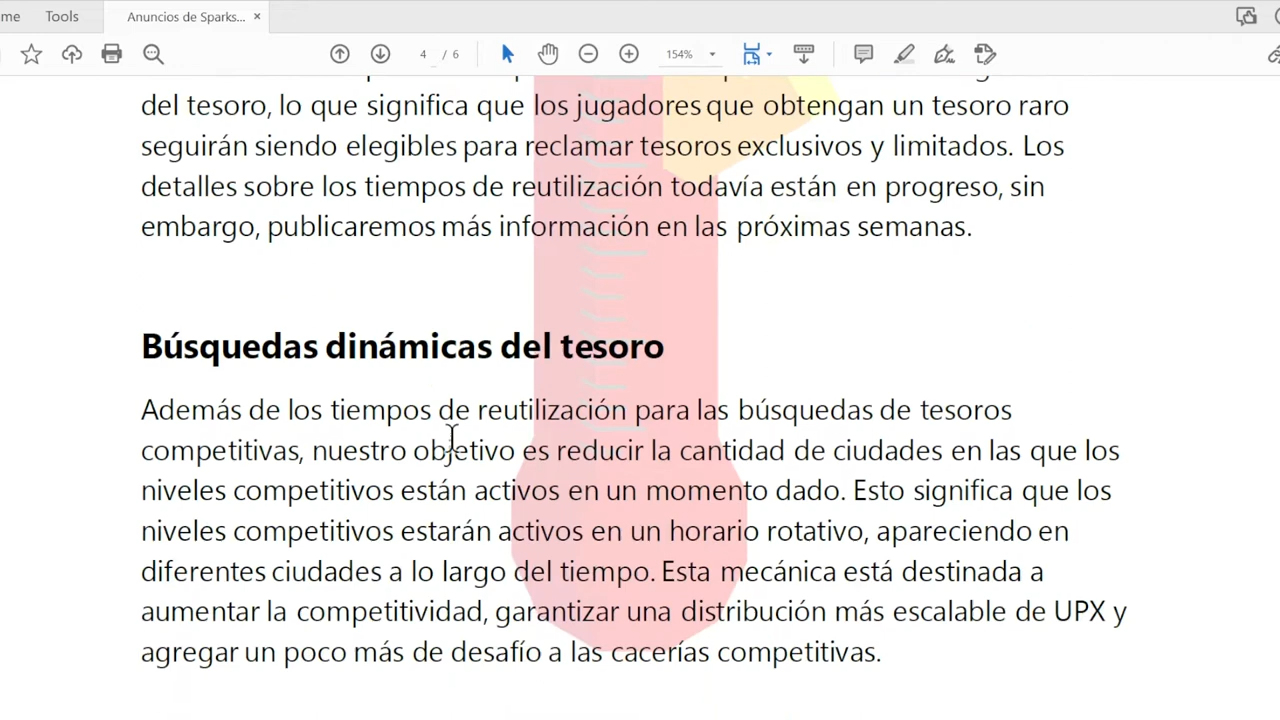 me Tools Anuncios de Sparks... ×
4 / 6 154%
del tesoro, lo que significa que los jugadores que obtengan un tesoro raro
seguirán siendo elegibles para reclamar tesoros exclusivos y limitados. Los
detalles sobre los tiempos de reutilización todavía están en progreso, sin
embargo, publicaremos más información en las próximas semanas.
Búsquedas dinámicas del tesoro
Además de los tiempos de reutilización para las búsquedas de tesoros
competitivas, nuestro objetivo es reducir la cantidad de ciudades en las que los
niveles competitivos están activos en un momento dado. Esto significa que los
niveles competitivos estarán activos en un horario rotativo, apareciendo en
diferentes ciudades a lo largo del tiempo. Esta mecánica está destinada a
aumentar la competitividad, garantizar una distribución más escalable de UPX y
agregar un poco más de desafío a las cacerías competitivas.